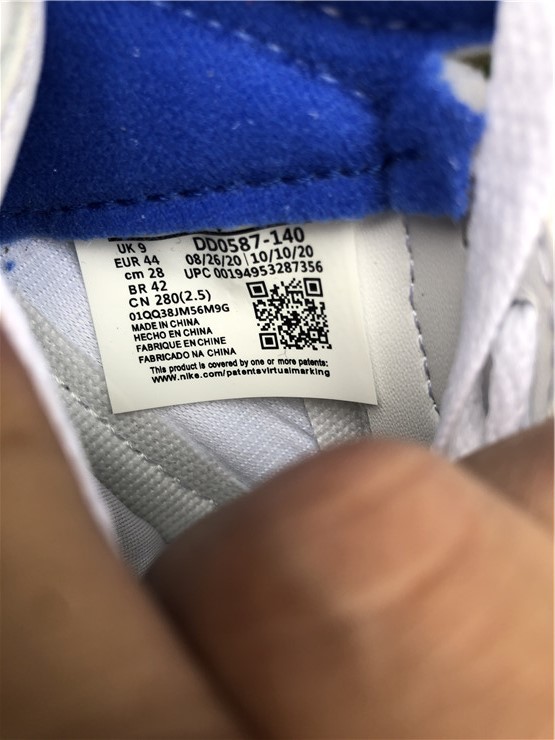 UK 9 DD0587-140
EUR 44 08/26/20 10/10/20
cm 28 UPC 00194953287356
BR 42
CN 280(2.5)
01QQ38JM56M9G
MADE IN CHINA
HECHO EN CHINA
FABRIQUE EN CHINE
FABRICADO NA CHINA
This product is covered by one or more patents:
www.nike.com/patentsvirtualmarking